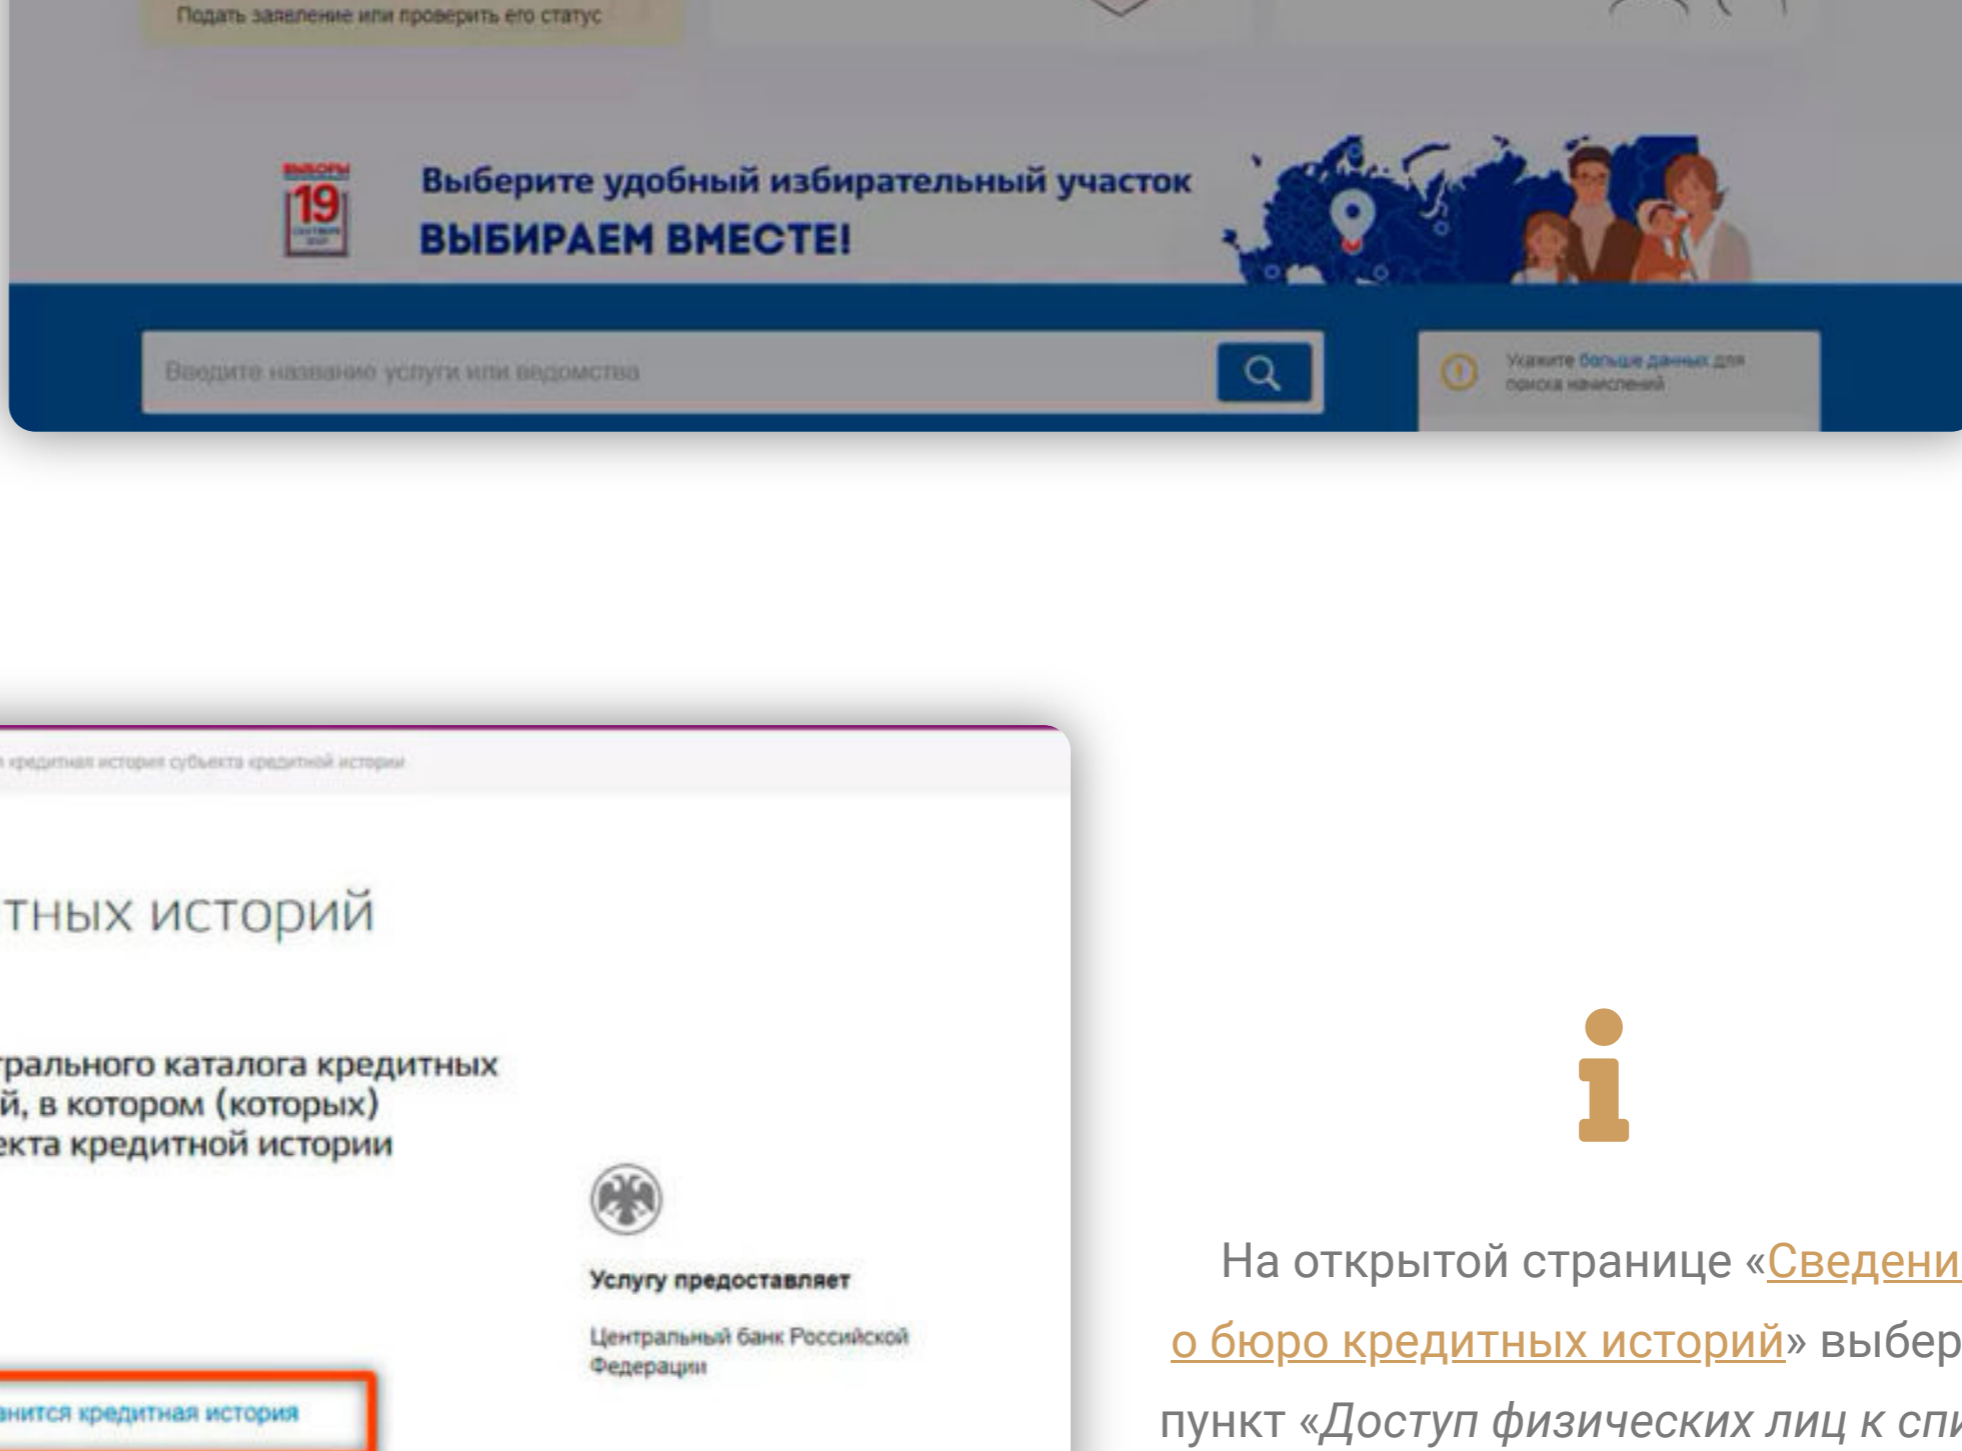 Подать заявление или проверить его статус
ВЫБОРЫ
19
СЕНТЯБРЯ
Выберите удобный избирательный участок
ВЫБИРАЕМ ВМЕСТЕ!
Введите название услуги или ведомства
Укажите больше данных для
поиска начислений
кредитная история субъекта кредитной истории
тных историй
трального каталога кредитных
й, в котором (которых)
екта кредитной истории
Услугу предоставляет
Центральный банк Российской
Федерации
анится кредитная история
На открытой странице «Сведени
о бюро кредитных историй» выбер
пункт «Доступ физических лиц к спи